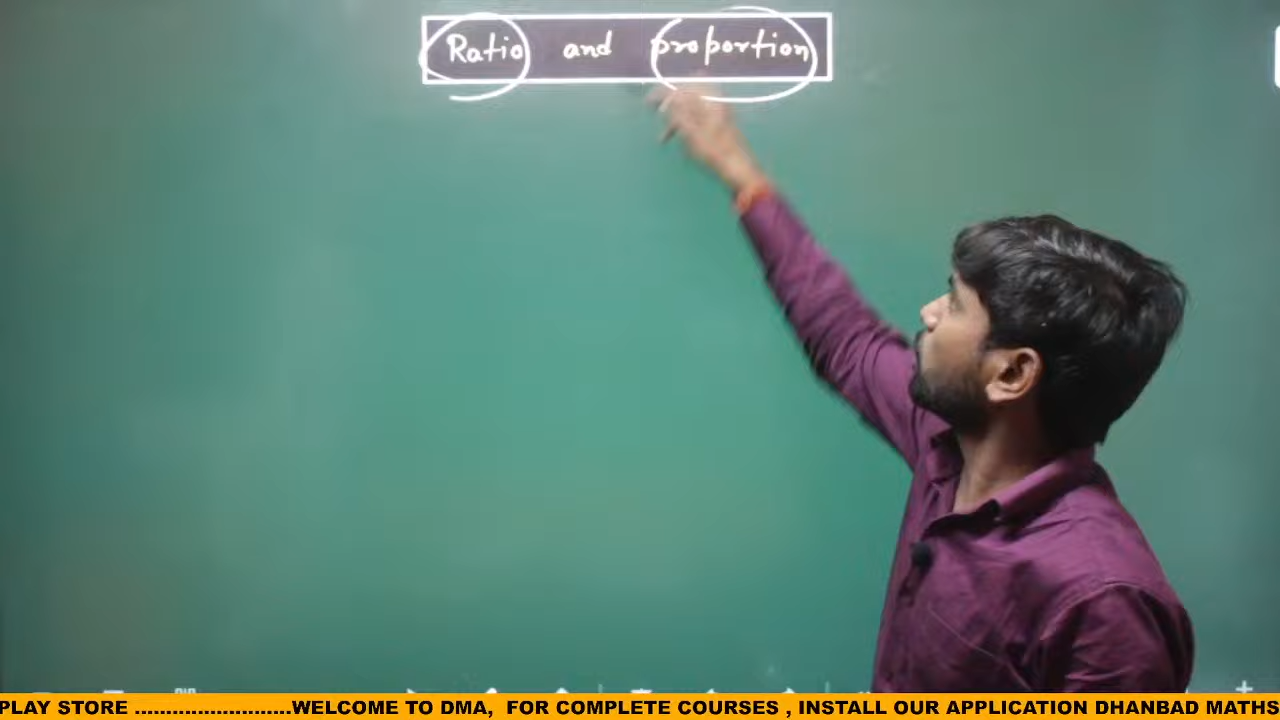 Ratio and proportion
PLAY STORE .........................WELCOME TO DMA, FOR COMPLETE COURSES , INSTALL OUR APPLICATION DHANBAD MATHS